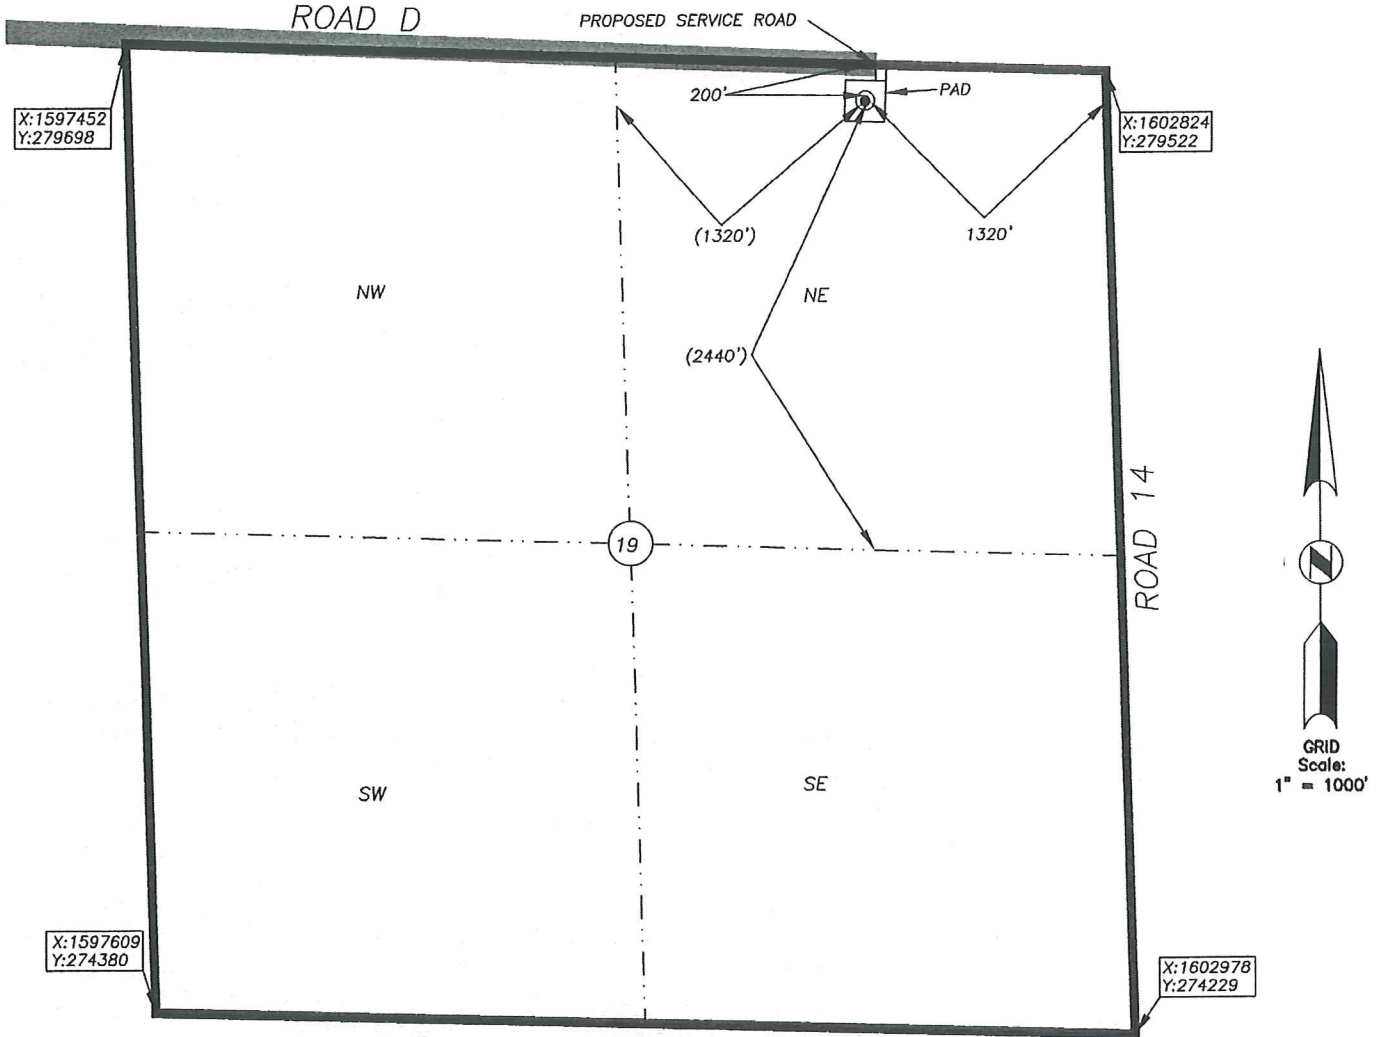 ROAD D
PROPOSED SERVICE ROAD
X:1597452
Y:279698
200'
PAD
X:1602824
Y:279522
(1320')
1320'
NW
NE
(2440')
19
ROAD 14
N
GRID
Scale:
1" = 1000'
SW
SE
X:1597609
Y:274380
X:1602978
Y:274229